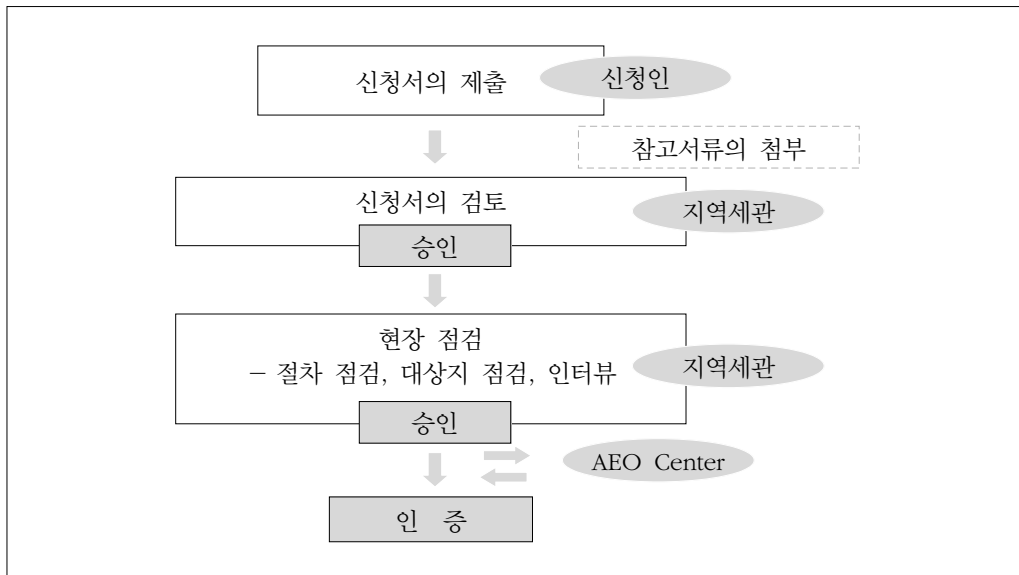 신청서의 제출
신청인
참고서류의 첨부
신청서의 검토
지역세관
승인
현장 점검
- 절차 점검, 대상지 점검, 인터뷰
지역세관
승인
AEO Center
인 증